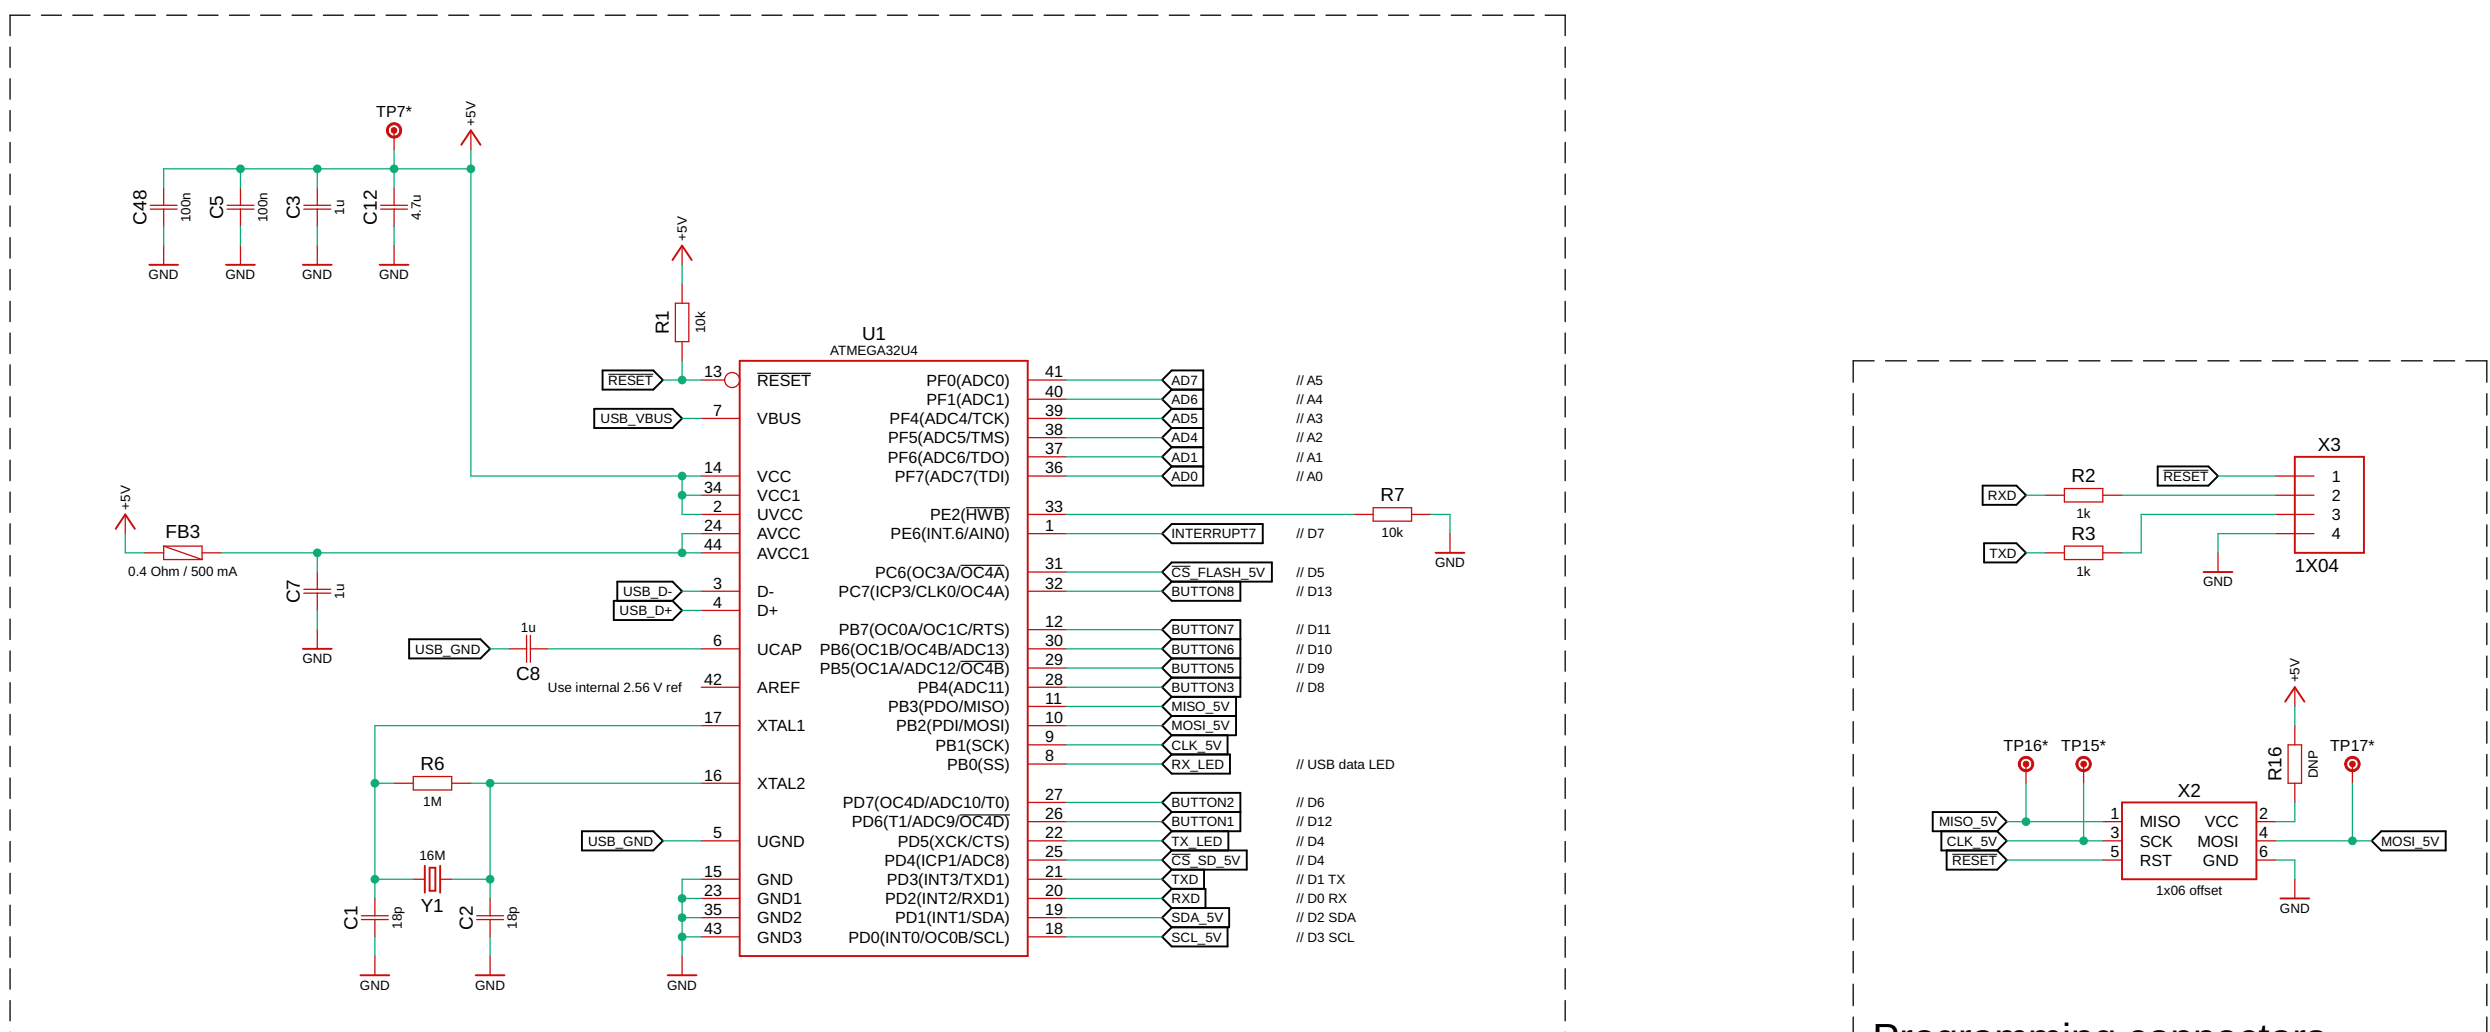 TP7*
+5V
C48
100n
C5
100n
C3
1u
C12
4.7u
GND
GND
GND
GND
+5V
R1
10k
U1
ATMEGA32U4
RESET
13
RESET
USB_VBUS
7
VBUS
14
VCC
34
VCC1
2
UVCC
24
AVCC
44
AVCC1
+5V
FB3
0.4 Ohm / 500 mA
C7
1u
GND
USB_D-
3
D-
USB_D+
4
D+
USB_GND
1u
C8
6
UCAP
Use internal 2.56 V ref
42
AREF
17
XTAL1
R6
1M
16
XTAL2
USB_GND
5
UGND
16M
Y1
C1
18p
C2
18p
GND
GND
15
GND
23
GND1
35
GND2
43
GND3
GND
PF0(ADC0) 41 AD7 // A5
PF1(ADC1) 40 AD6 // A4
PF4(ADC4/TCK) 39 AD5 // A3
PF5(ADC5/TMS) 38 AD4 // A2
PF6(ADC6/TDO) 37 AD1 // A1
PF7(ADC7(TDI) 36 AD0 // A0
PE2(HWB) 33
R7
10k
GND
PE6(INT.6/AIN0) 1 INTERRUPT7 // D7
PC6(OC3A/OC4A) 31 CS_FLASH_5V // D5
PC7(ICP3/CLK0/OC4A) 32 BUTTON8 // D13
PB7(OC0A/OC1C/RTS) 12 BUTTON7 // D11
PB6(OC1B/OC4B/ADC13) 30 BUTTON6 // D10
PB5(OC1A/ADC12/OC4B) 29 BUTTON5 // D9
PB4(ADC11) 28 BUTTON3 // D8
PB3(PDO/MISO) 11 MISO_5V
PB2(PDI/MOSI) 10 MOSI_5V
PB1(SCK) 9 CLK_5V
PB0(SS) 8 RX_LED // USB data LED
PD7(OC4D/ADC10/T0) 27 BUTTON2 // D6
PD6(T1/ADC9/OC4D) 26 BUTTON1 // D12
PD5(XCK/CTS) 22 TX_LED // D4
PD4(ICP1/ADC8) 25 CS_SD_5V // D4
PD3(INT3/TXD1) 21 TXD // D1 TX
PD2(INT2/RXD1) 20 RXD // D0 RX
PD1(INT1/SDA) 19 SDA_5V // D2 SDA
PD0(INT0/OC0B/SCL) 18 SCL_5V // D3 SCL
X3
RESET
1
RXD
R2
1k
2
3
TXD
R3
1k
4
GND
1X04
+5V
R16
DNP
TP16*
TP15*
TP17*
X2
MISO_5V 1 MISO VCC 2
CLK_5V 3 SCK MOSI 4 MOSI_5V
RESET 5 RST GND 6
1x06 offset
GND
Programming connectors